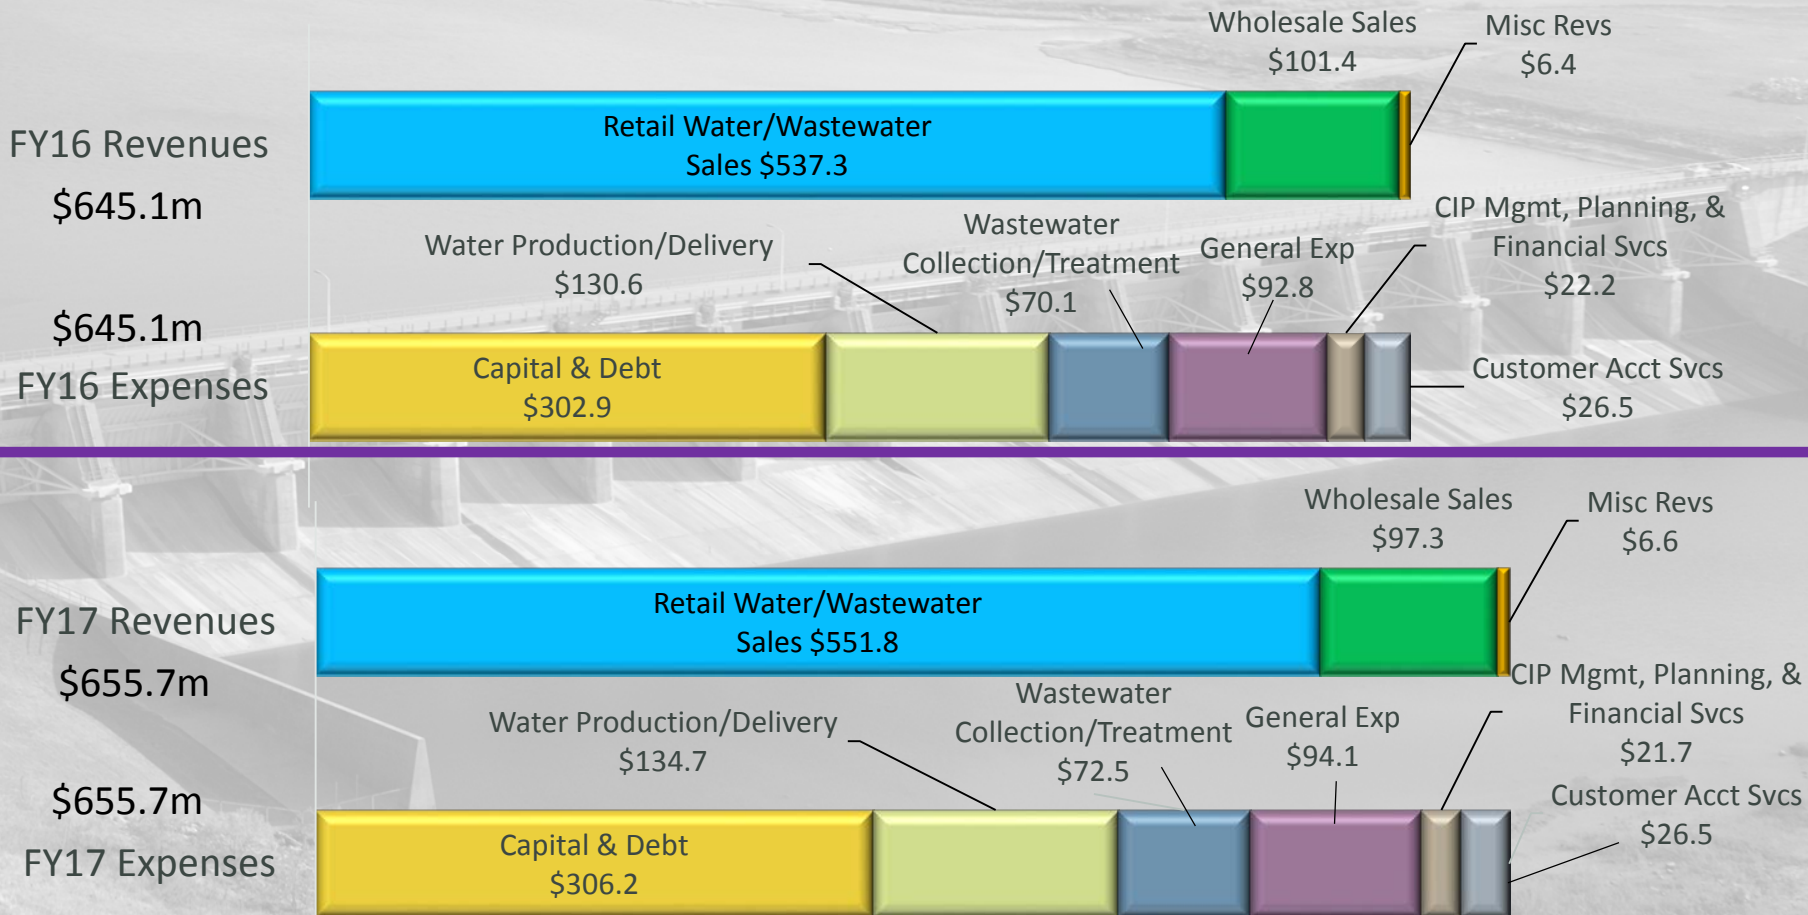 Wholesale Sales
$101.4
Misc Revs
$6.4
FY16 Revenues
$645.1m
Retail Water/Wastewater
Sales $537.3
Water Production/Delivery
$130.6
Wastewater
Collection/Treatment
$70.1
General Exp
$92.8
CIP Mgmt, Planning, &
Financial Svcs
$22.2
$645.1m
FY16 Expenses
Capital & Debt
$302.9
Customer Acct Svcs
$26.5
Wholesale Sales
$97.3
Misc Revs
$6.6
FY17 Revenues
$655.7m
Retail Water/Wastewater
Sales $551.8
Water Production/Delivery
$134.7
Wastewater
Collection/Treatment
$72.5
General Exp
$94.1
CIP Mgmt, Planning, &
Financial Svcs
$21.7
$655.7m
FY17 Expenses
Capital & Debt
$306.2
Customer Acct Svcs
$26.5